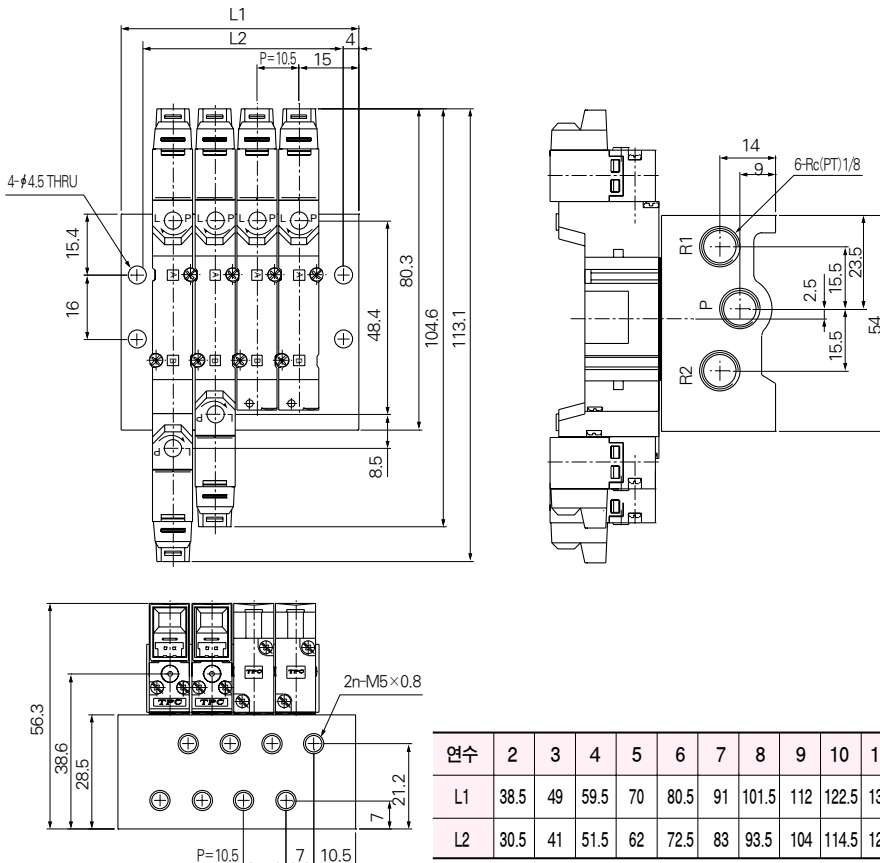 L1
L2
4
P=10.5
15
4-ϕ4.5 THRU
L P L P L P L P
15.4
16
A A A A
B B B B
48.4
80.3
104.6
113.1
8.5
L P
L P
14
9
6-Rc(PT)1/8
R1
P
R2
2.5
15.5
15.5
23.5
54
56.3
38.6
28.5
TPC TPC TPC TPC
2n-M5×0.8
21.2
7
P=10.5
7
10.5
연수 2 3 4 5 6 7 8 9 10
L1 38.5 49 59.5 70 80.5 91 101.5 112 122.5
L2 30.5 41 51.5 62 72.5 83 93.5 104 114.5